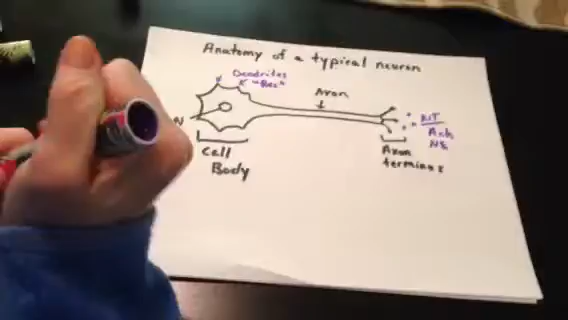 Anatomy of a typical neuron
Dendrites
"Rec"
Axon
NT
Ach
NE
N
Cell
Body
Axon
terminal